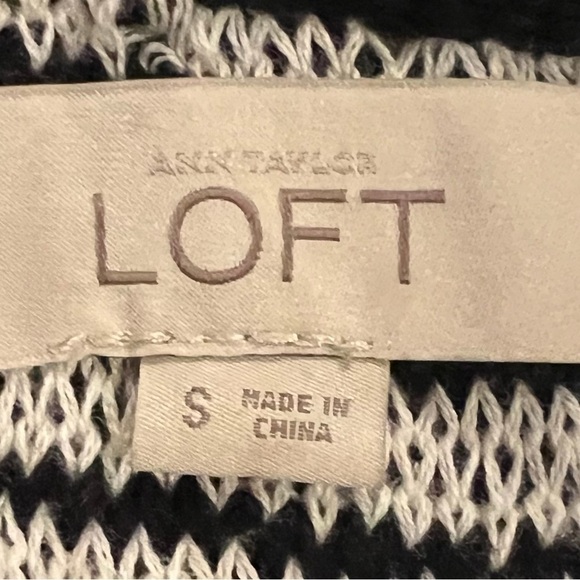 ANN TAYLOR
LOFT
S
MADE IN
CHINA